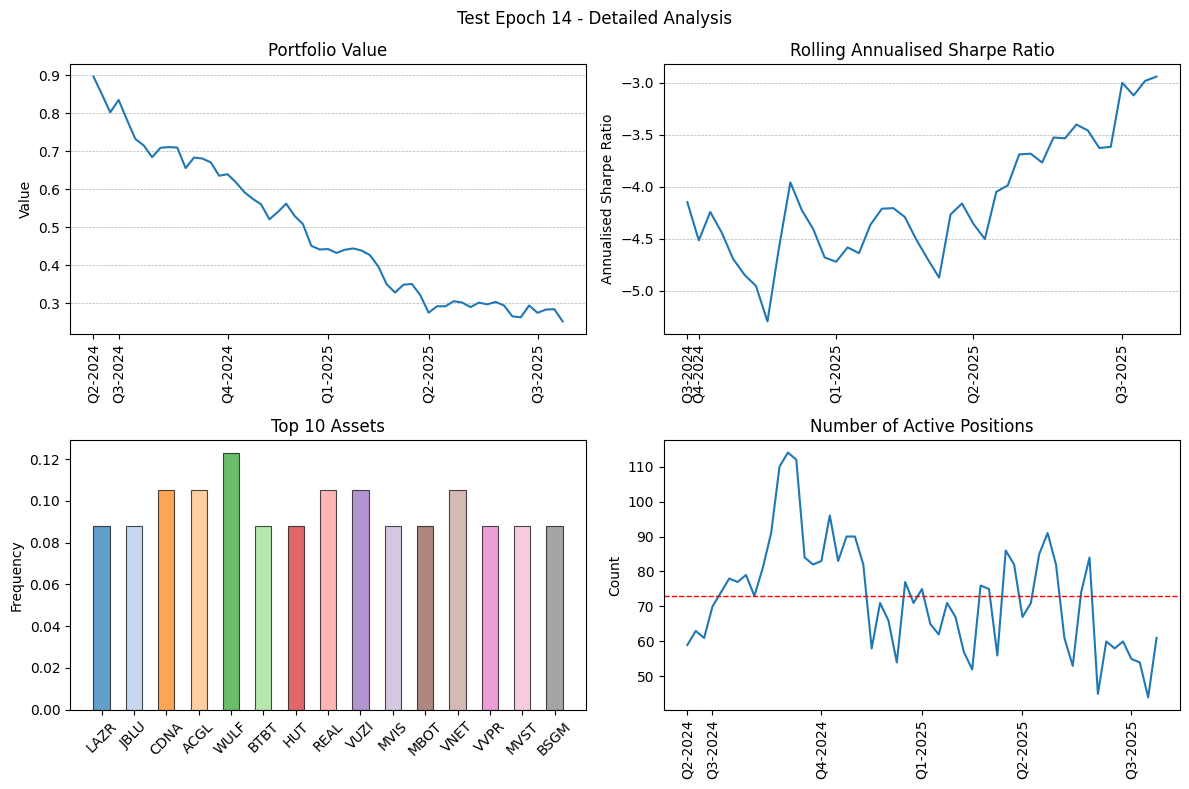 Test Epoch 14 - Detailed Analysis
Portfolio Value
Value
0.9
0.8
0.7
0.6
0.5
0.4
0.3
Q2-2024
Q3-2024
Q4-2024
Q1-2025
Q2-2025
Q3-2025
Rolling Annualised Sharpe Ratio
Annualised Sharpe Ratio
−3.0
−3.5
−4.0
−4.5
−5.0
Q3-2024
Q4-2024
Q1-2025
Q2-2025
Q3-2025
Top 10 Assets
Frequency
0.12
0.10
0.08
0.06
0.04
0.02
0.00
LAZR
JBLU
CDNA
ACGL
WULF
BTBT
HUT
REAL
VUZI
MVIS
MBOT
VNET
VVPR
MVST
BSGM
Number of Active Positions
Count
110
100
90
80
70
60
50
Q2-2024
Q3-2024
Q4-2024
Q1-2025
Q2-2025
Q3-2025